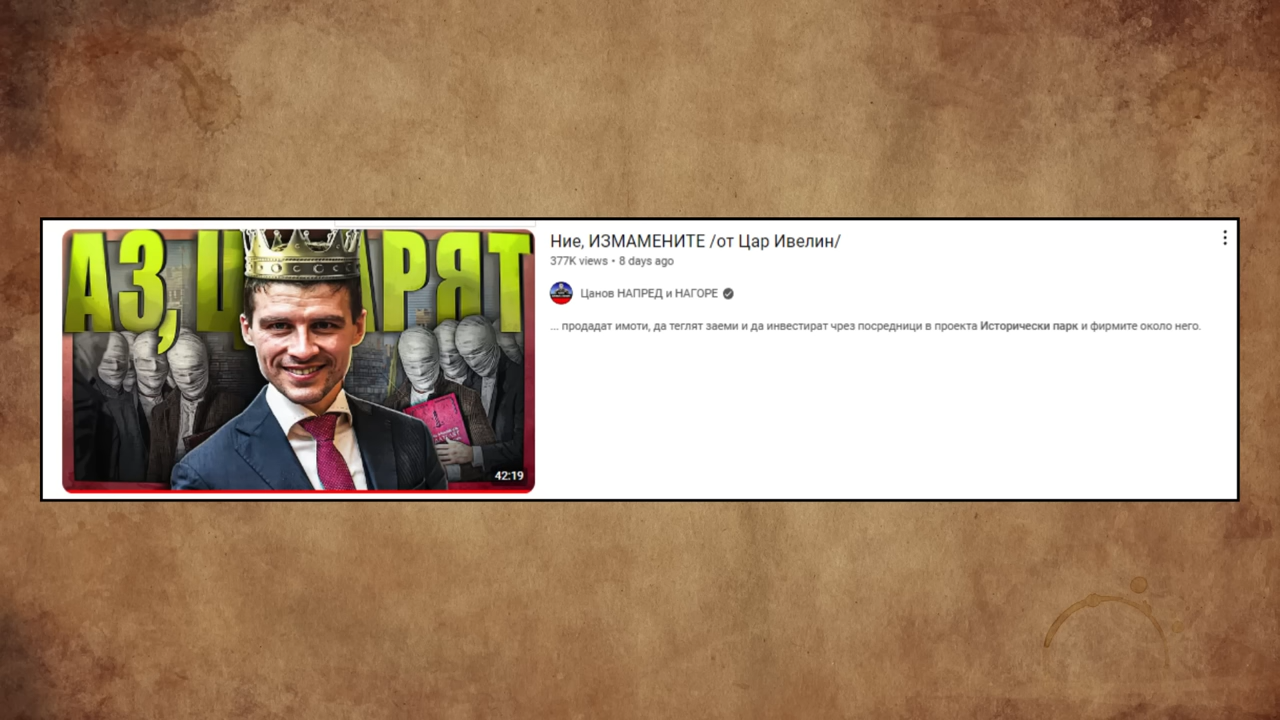 АЗ, Ц АРЯТ
42:19
Ние, ИЗМАМЕНИТЕ /от Цар Ивелин/
377K views • 8 days ago
Цанов НАПРЕД и НАГОРЕ
... продадат имоти, да теглят заеми и да инвестират чрез посредници в проекта Исторически парк и фирмите около него.